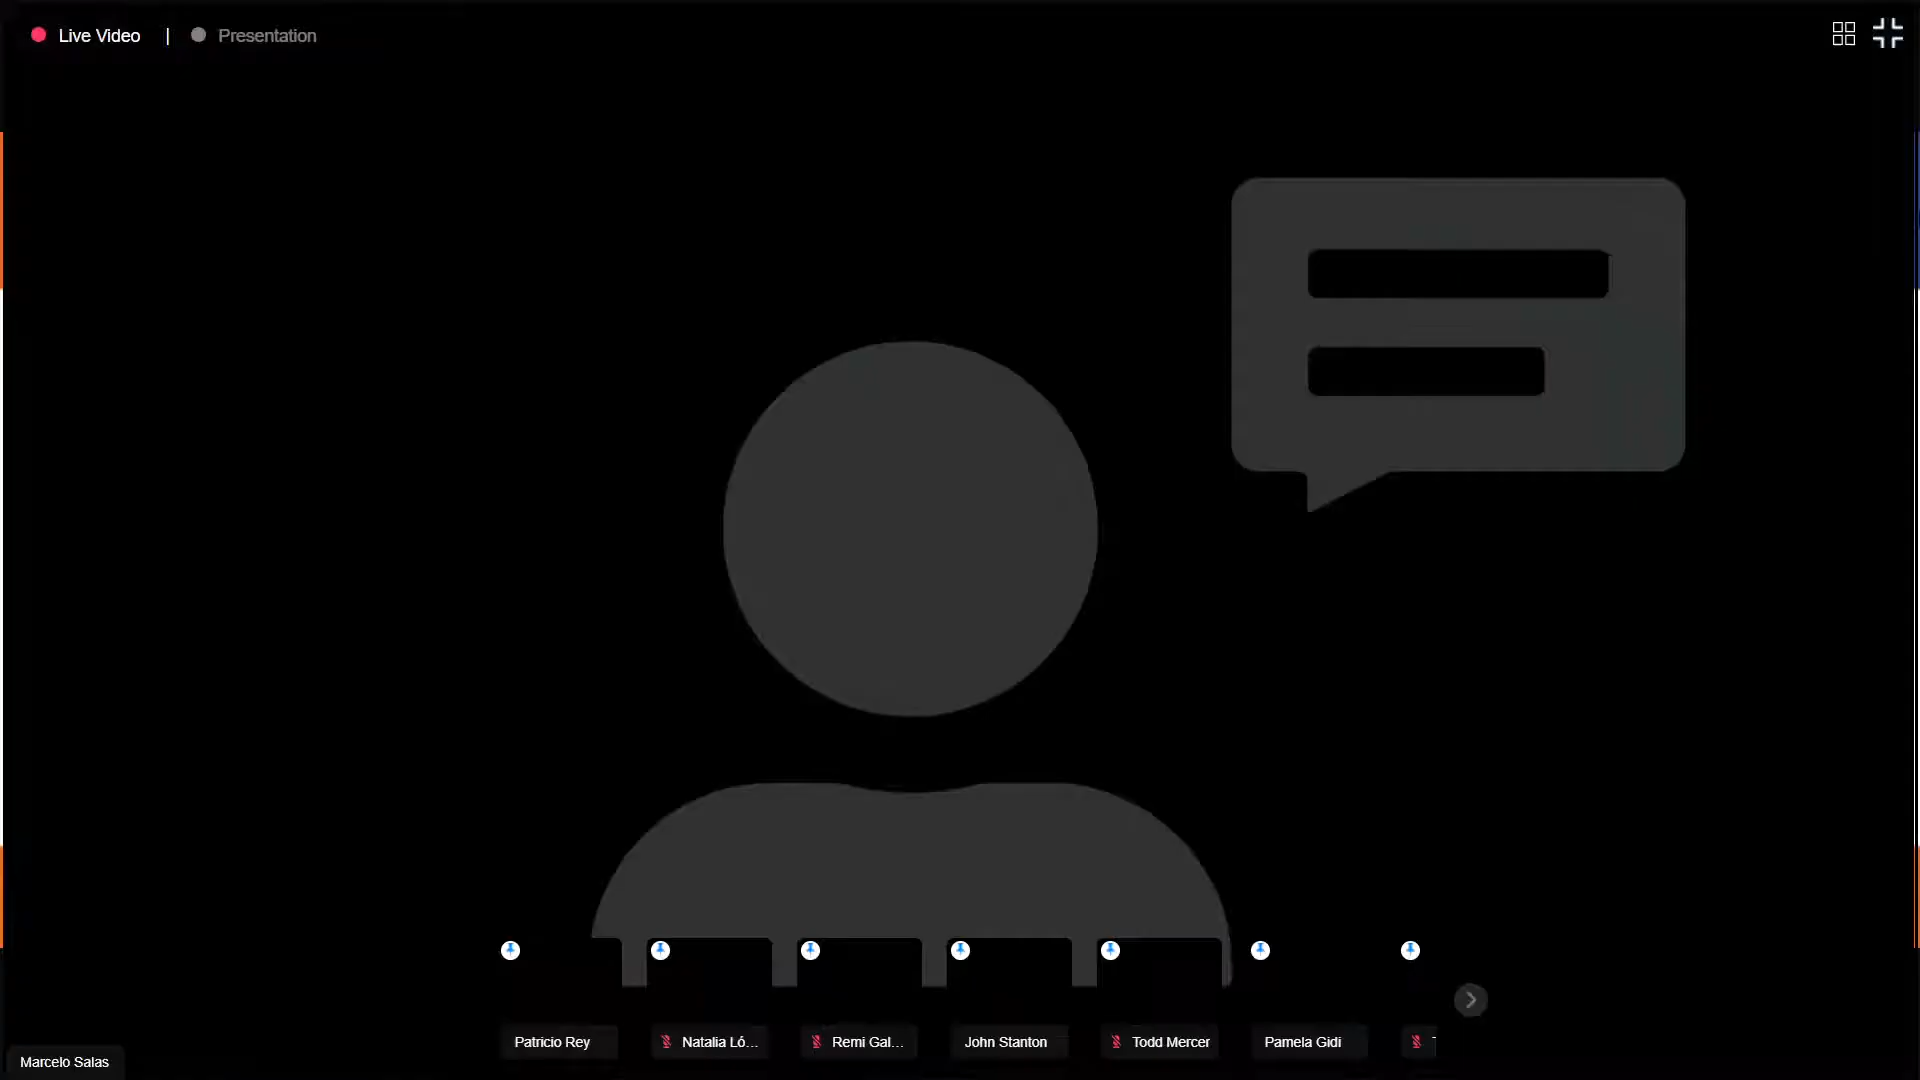 Live Video | Presentation
Patricio Rey
Natalia Ló...
Remi Gal...
John Stanton
Todd Mercer
Pamela Gidi
Marcelo Salas